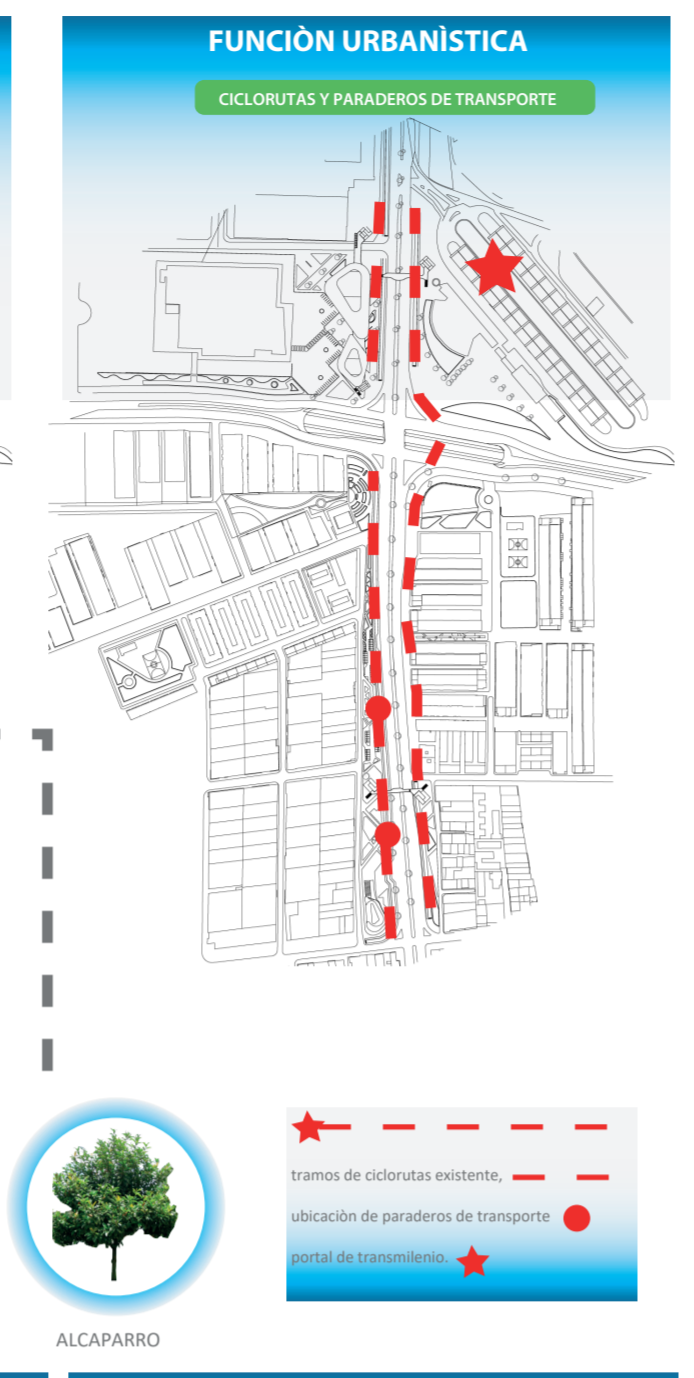 FUNCIÒN URBANÌSTICA
CICLORUTAS Y PARADEROS DE TRANSPORTE
tramos de ciclorutas existente,
ubicaciòn de paraderos de transporte
portal de transmilenio.
ALCAPARRO